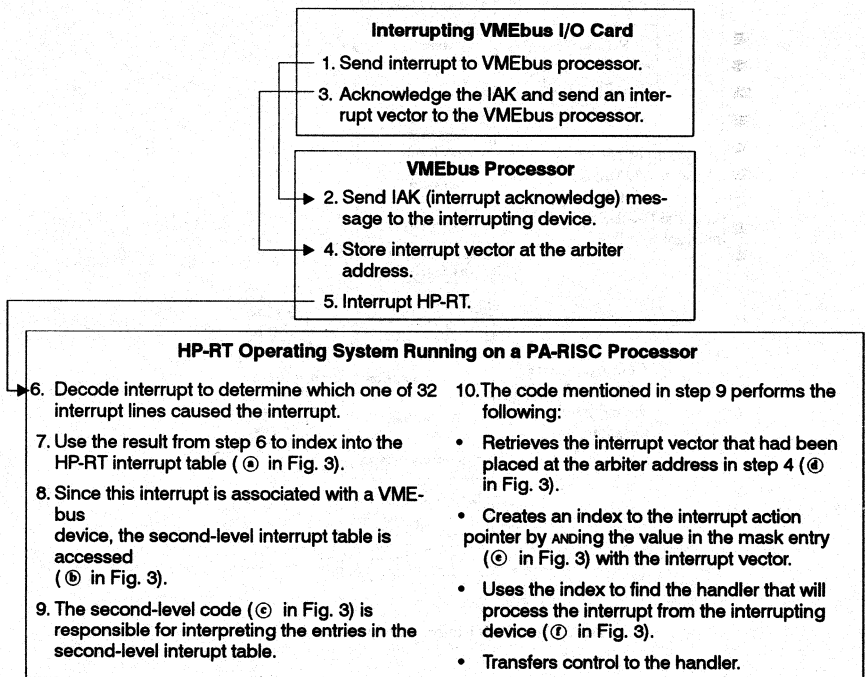 Interrupting VMEbus I/O Card
1. Send interrupt to VMEbus processor.
3. Acknowledge the IAK and send an inter-
rupt vector to the VMEbus processor.
VMEbus Processor
2. Send IAK (interrupt acknowledge) mes-
sage to the interrupting device.
4. Store interrupt vector at the arbiter
address.
5. Interrupt HP-RT.
HP-RT Operating System Running on a PA-RISC Processor
6. Decode interrupt to determine which one of 32
interrupt lines caused the interrupt.
7. Use the result from step 6 to index into the
HP-RT interrupt table ( ⓐ in Fig. 3).
8. Since this interrupt is associated with a VME-
bus
device, the second-level interrupt table is
accessed
( ⓑ in Fig. 3).
9. The second-level code (ⓒ in Fig. 3) is
responsible for interpreting the entries in the
second-level interupt table.
10.The code mentioned in step 9 performs the
following:
• Retrieves the interrupt vector that had been
placed at the arbiter address in step 4 (ⓓ
in Fig. 3).
• Creates an index to the interrupt action
pointer by ANDing the value in the mask entry
(ⓔ in Fig. 3) with the interrupt vector.
• Uses the index to find the handler that will
process the interrupt from the interrupting
device (ⓕ in Fig. 3).
• Transfers control to the handler.